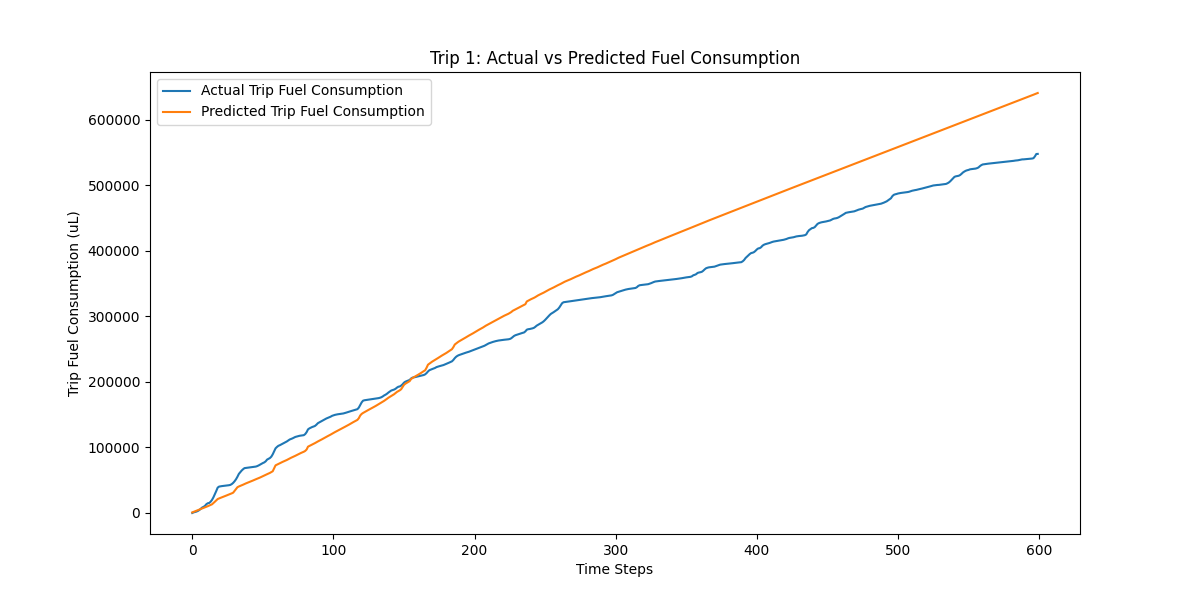 Trip 1: Actual vs Predicted Fuel Consumption
Actual Trip Fuel Consumption
Predicted Trip Fuel Consumption
Trip Fuel Consumption (uL)
600000
500000
400000
300000
200000
100000
0
0 100 200 300 400 500 600
Time Steps